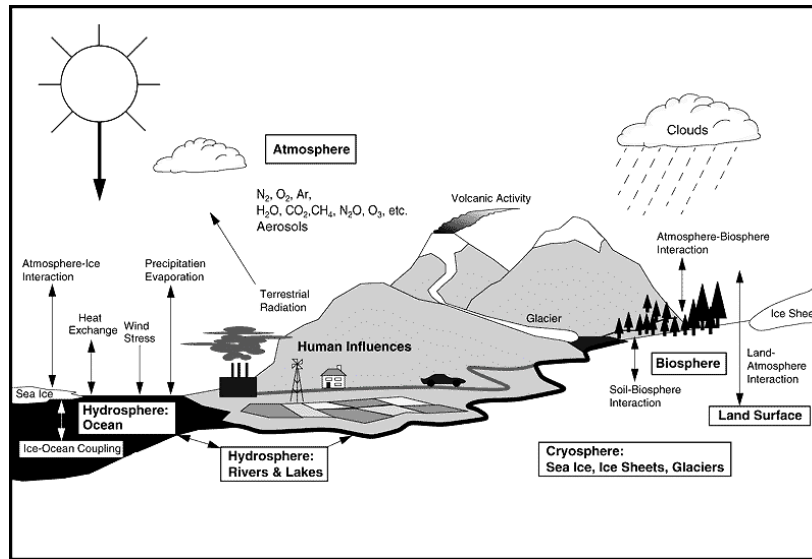 Clouds
Atmosphere
N₂, O₂, Ar,
H₂O, CO₂,CH₄, N₂O, O₃, etc.
Aerosols
Volcanic Activity
Atmosphere-Ice
Interaction
Precipitation
Evaporation
Atmosphere-Biosphere
Interaction
Terrestrial
Radiation
Heat
Exchange
Wind
Stress
Glacier
Ice Shee
Human Influences
Biosphere
Land-
Atmosphere
Interaction
Sea Ice
Soil-Biosphere
Interaction
Hydrosphere:
Ocean
Land Surface
Ice-Ocean Coupling
Hydrosphere:
Rivers & Lakes
Cryosphere:
Sea Ice, Ice Sheets, Glaciers